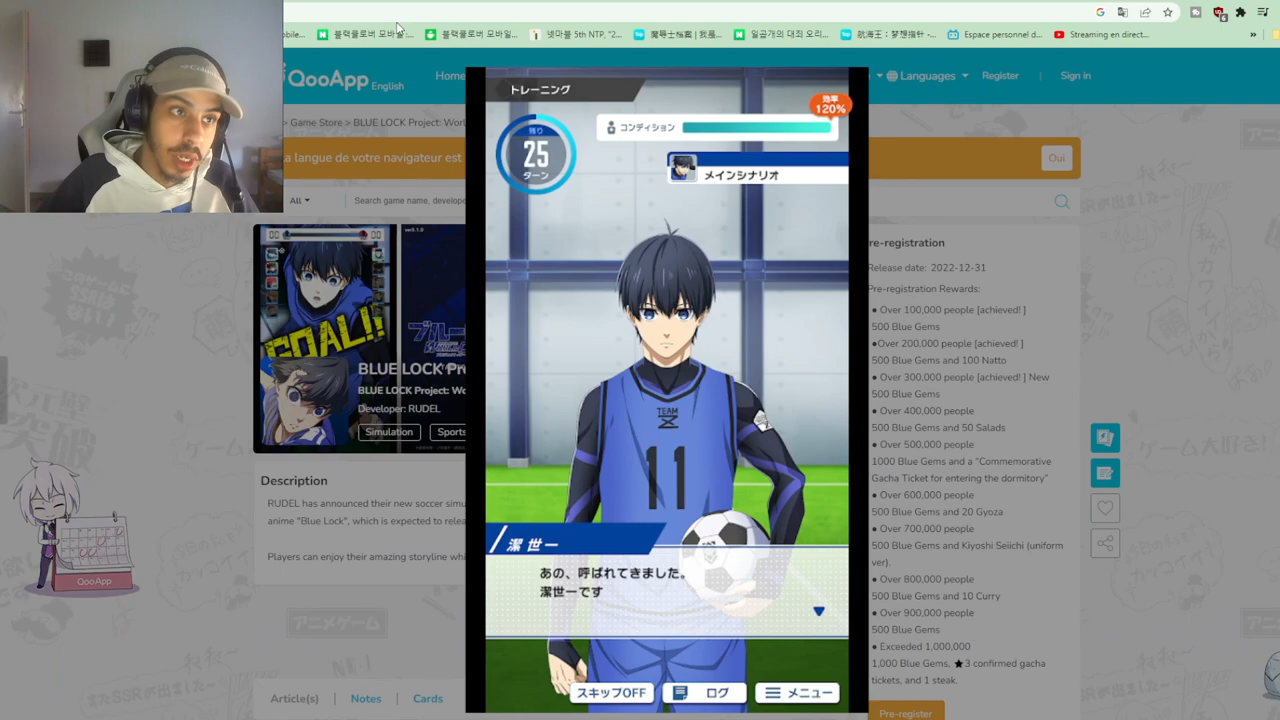 블랙클로버 모바일...
블랙클로버 모바일...
넷마블 5th NTP, "2...
魔导士档案 | 我是...
일곱개의 대죄 오리...
航海王：梦想指针 -...
Espace personnel d...
Streaming en direct...
»
QooApp English
Home
Languages
Register
Sign in
Game Store > BLUE LOCK Project: Worl
a langue de votre navigateur est
Oui
All
Search game name, develope
GOAL!!
BLUE LOCK Pr
BLUE LOCK Project: Wor
Developer: RUDEL
Simulation
Sports
Description
RUDEL has announced their new soccer simu
anime "Blue Lock", which is expected to relea
Players can enjoy their amazing storyline whi
Article(s)
Notes
Cards
QooApp
トレーニング
効率
120%
残り
25
ターン
コンディション
メインシナリオ
TEAM
Z
11
潔 世一
あの、呼ばれてきました。
潔世一です
スキップOFF
ログ
メニュー
re-registration
Release date: 2022-12-31
Pre-registration Rewards:
● Over 100,000 people [achieved! ]
500 Blue Gems
●Over 200,000 people [achieved! ]
500 Blue Gems and 100 Natto
● Over 300,000 people [achieved! ] New
500 Blue Gems
● Over 400,000 people
500 Blue Gems and 50 Salads
● Over 500,000 people
1000 Blue Gems and a "Commemorative
Gacha Ticket for entering the dormitory"
● Over 600,000 people
500 Blue Gems and 20 Gyoza
● Over 700,000 people
500 Blue Gems and Kiyoshi Seiichi (uniform
ver).
● Over 800,000 people
500 Blue Gems and 10 Curry
● Over 900,000 people
500 Blue Gems
● Exceeded 1,000,000
1,000 Blue Gems, ★3 confirmed gacha
tickets, and 1 steak.
Pre-register